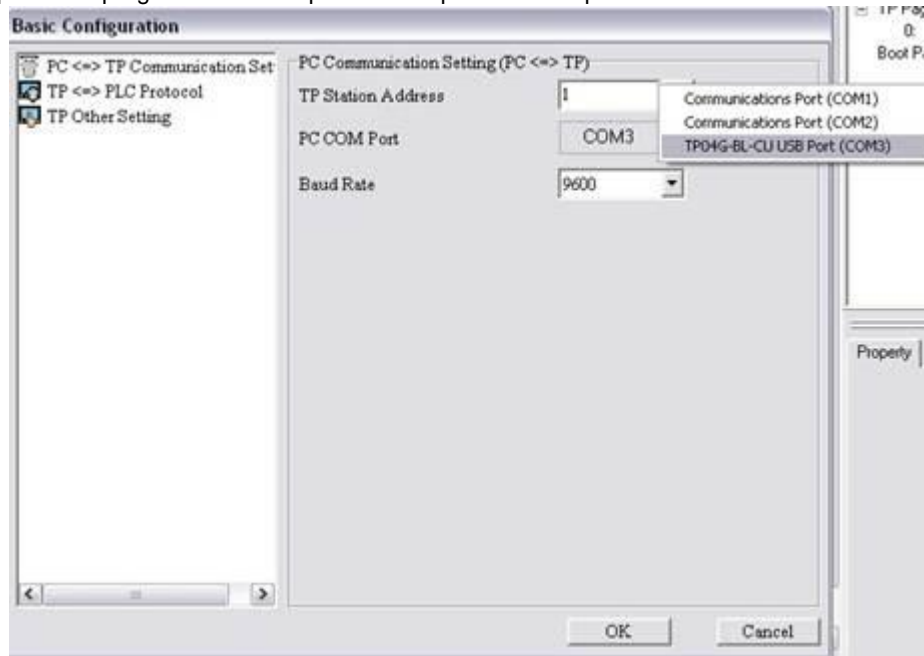 Basic Configuration
PC <=> TP Communication Set
TP <=> PLC Protocol
TP Other Setting
PC Communication Setting (PC <=> TP)
TP Station Address
1
PC COM Port
COM3
Baud Rate
9600
Communications Port (COM1)
Communications Port (COM2)
TP04G-BL-CU USB Port (COM3)
OK
Cancel
0:
Boot
Property